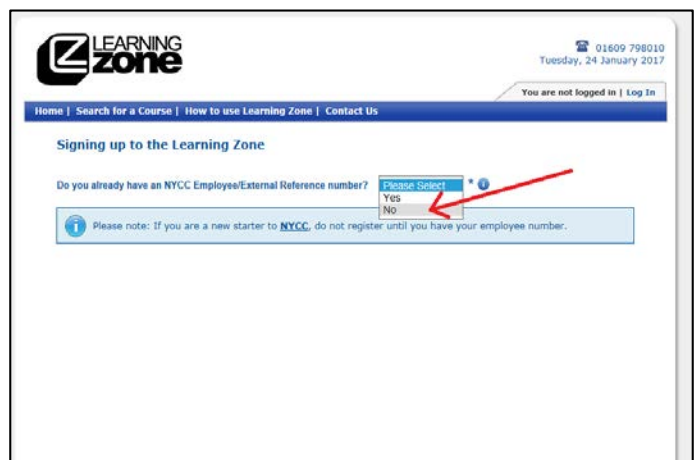 LEARNING
zone
01609 798010
Tuesday, 24 January 2017
You are not logged in | Log In
Home | Search for a Course | How to use Learning Zone | Contact Us
Signing up to the Learning Zone
Do you already have an NYCC Employee/External Reference number? Please Select *
Yes
No
Please note: If you are a new starter to NYCC, do not register until you have your employee number.